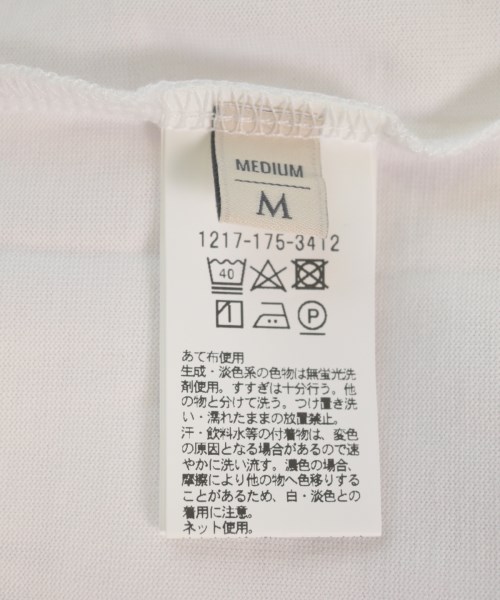 MEDIUM
M
1217-175-3412
40
あて布使用
生成・淡色系の色物は無蛍光洗
剤使用。すすぎは十分行う。他
の物と分けて洗う。つけ置き洗
い・濡れたままの放置禁止。
汗・飲料水等の付着物は、変色
の原因となる場合があるので速
やかに洗い流す。濃色の場合、
摩擦により他の物へ色移りする
ことがあるため、白・淡色との
着用に注意。
ネット使用。